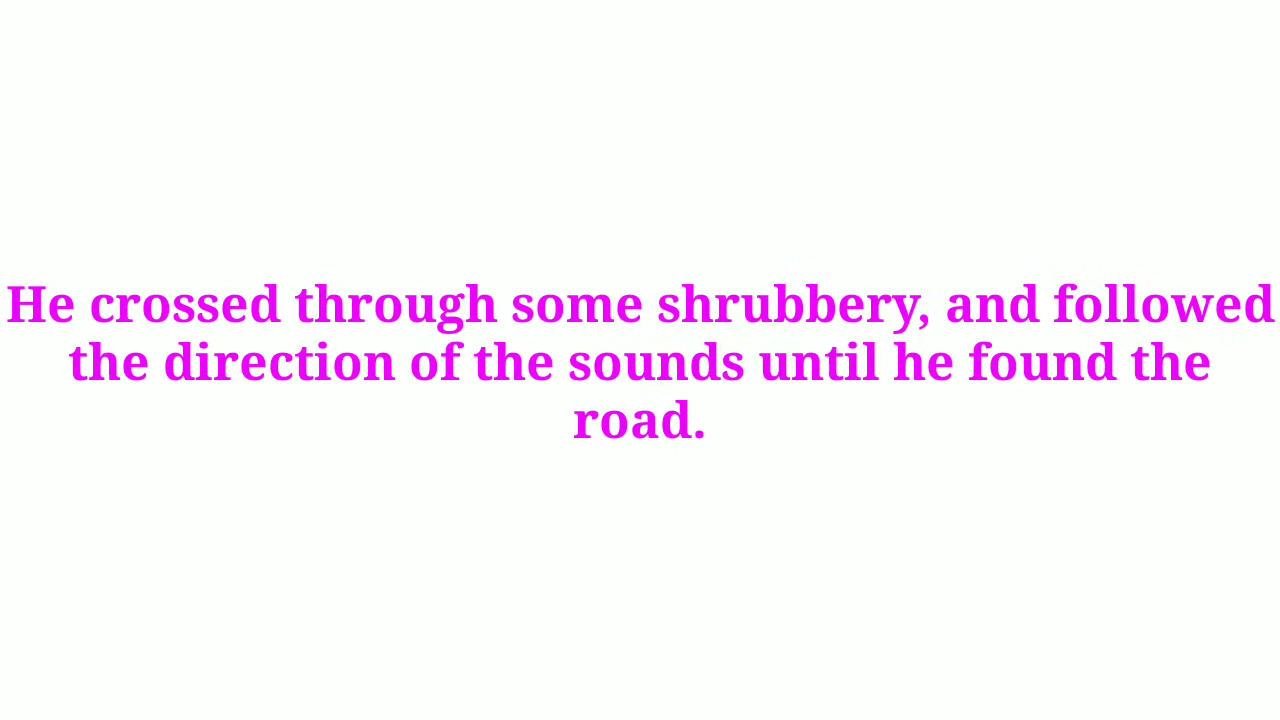 He crossed through some shrubbery, and followed
the direction of the sounds until he found the
road.